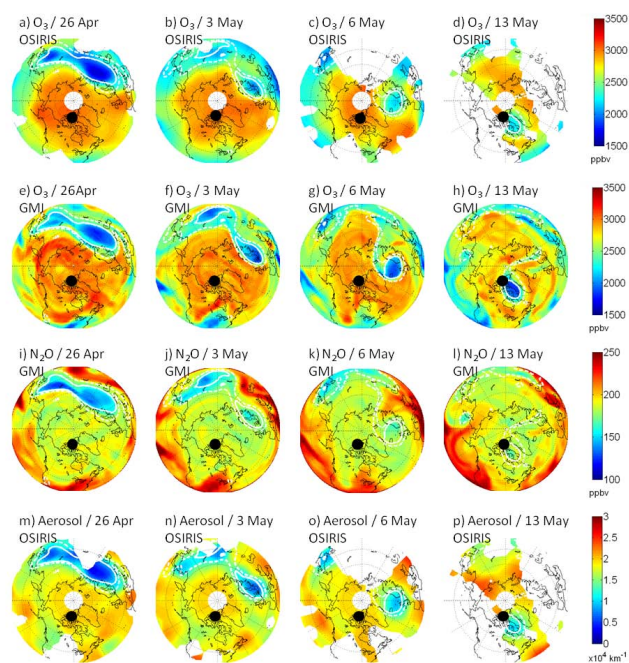 a) O₃ / 26 Apr b) O₃ / 3 May c) O₃ / 6 May d) O₃ / 13 May
OSIRIS OSIRIS OSIRIS OSIRIS
3500
3000
2500
2000
1500
ppbv
e) O₃ / 26Apr f) O₃ / 3 May g) O₃ / 6 May h) O₃ / 13 May
GMI GMI GMI GMI
3500
3000
2500
2000
1500
ppbv
i) N₂O / 26 Apr j) N₂O / 3 May k) N₂O / 6 May l) N₂O / 13 May
GMI GMI GMI GMI
250
200
150
100
ppbv
m) Aerosol / 26 Apr n) Aerosol / 3 May o) Aerosol / 6 May p) Aerosol / 13 May
OSIRIS OSIRIS OSIRIS OSIRIS
3
2.5
2
1.5
1
0.5
0
x10⁴ km⁻¹